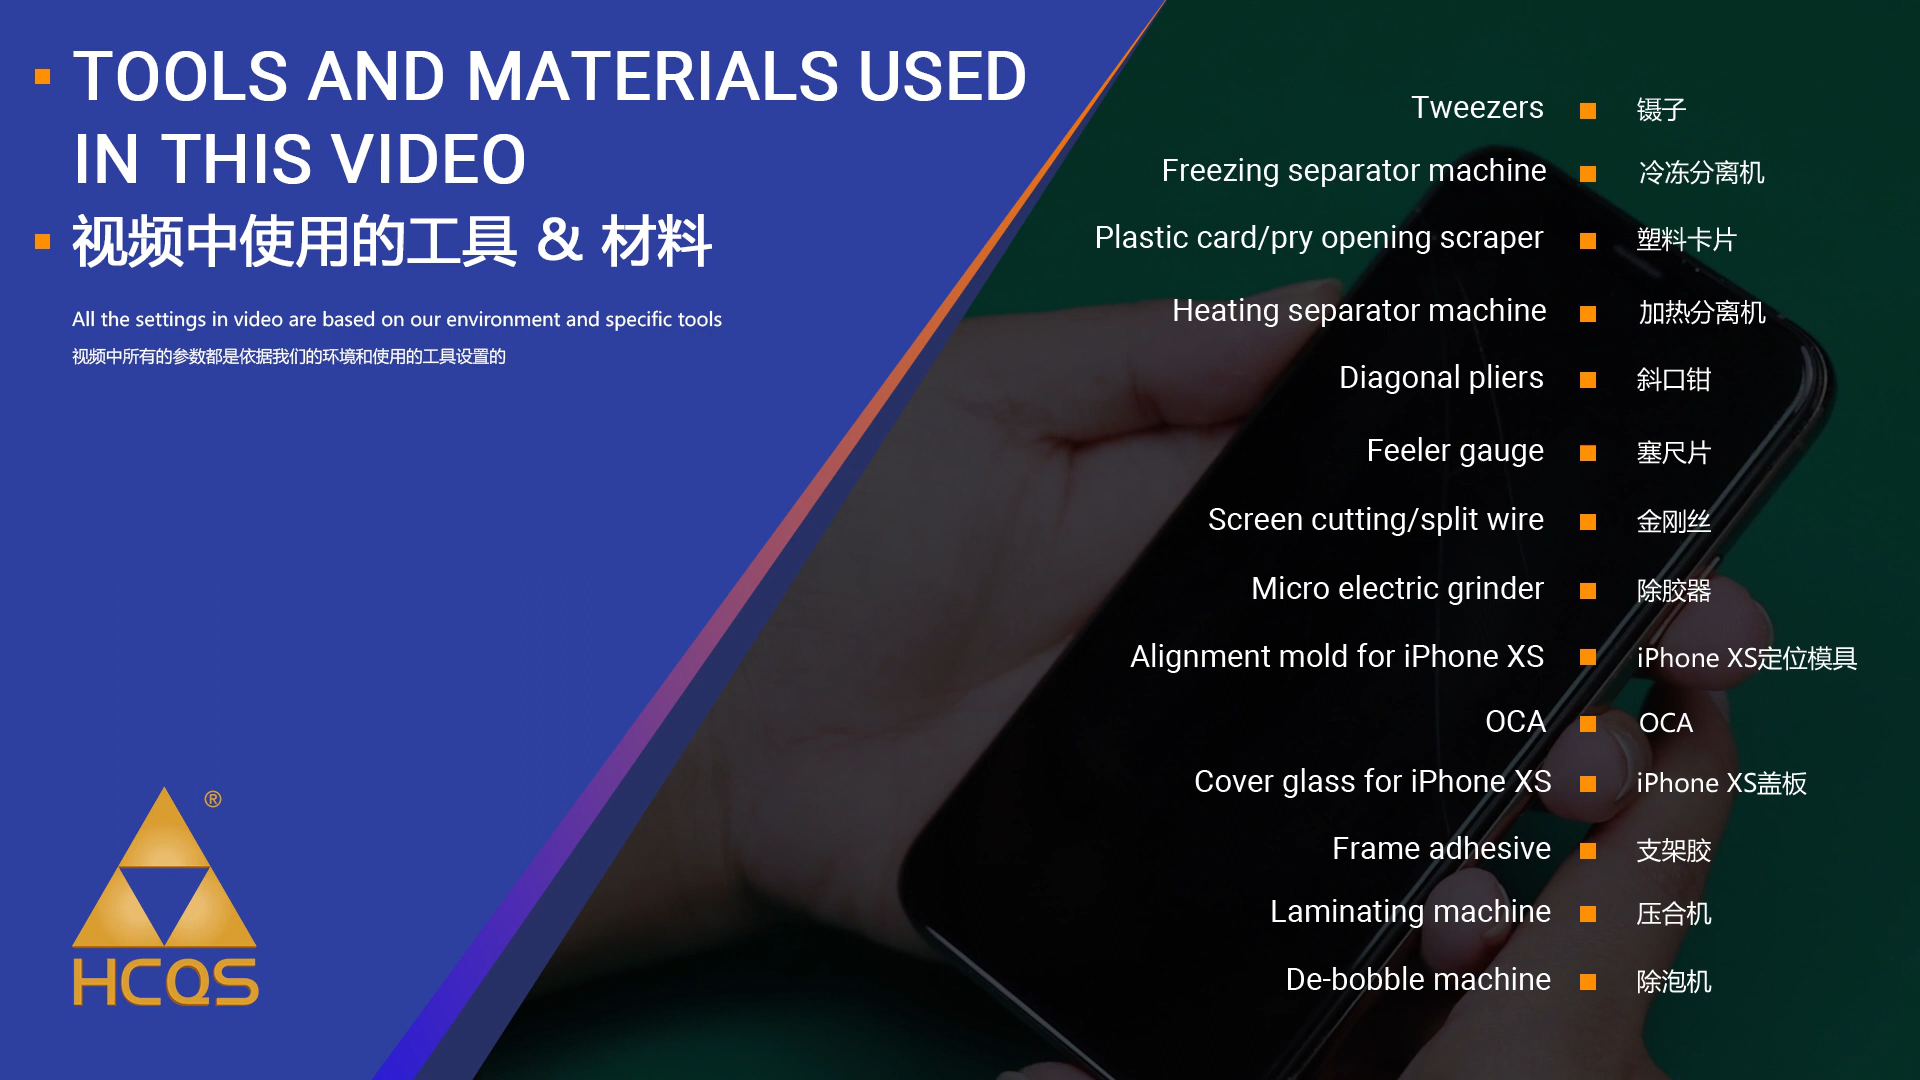 TOOLS AND MATERIALS USED
IN THIS VIDEO
视频中使用的工具 & 材料
All the settings in video are based on our environment and specific tools
视频中所有的参数都是依据我们的环境和使用的工具设置的
Tweezers 镊子
Freezing separator machine 冷冻分离机
Plastic card/pry opening scraper 塑料卡片
Heating separator machine 加热分离机
Diagonal pliers 斜口钳
Feeler gauge 塞尺片
Screen cutting/split wire 金刚丝
Micro electric grinder 除胶器
Alignment mold for iPhone XS iPhone XS定位模具
OCA OCA
Cover glass for iPhone XS iPhone XS盖板
Frame adhesive 支架胶
Laminating machine 压合机
De-bobble machine 除泡机
®
HCQS